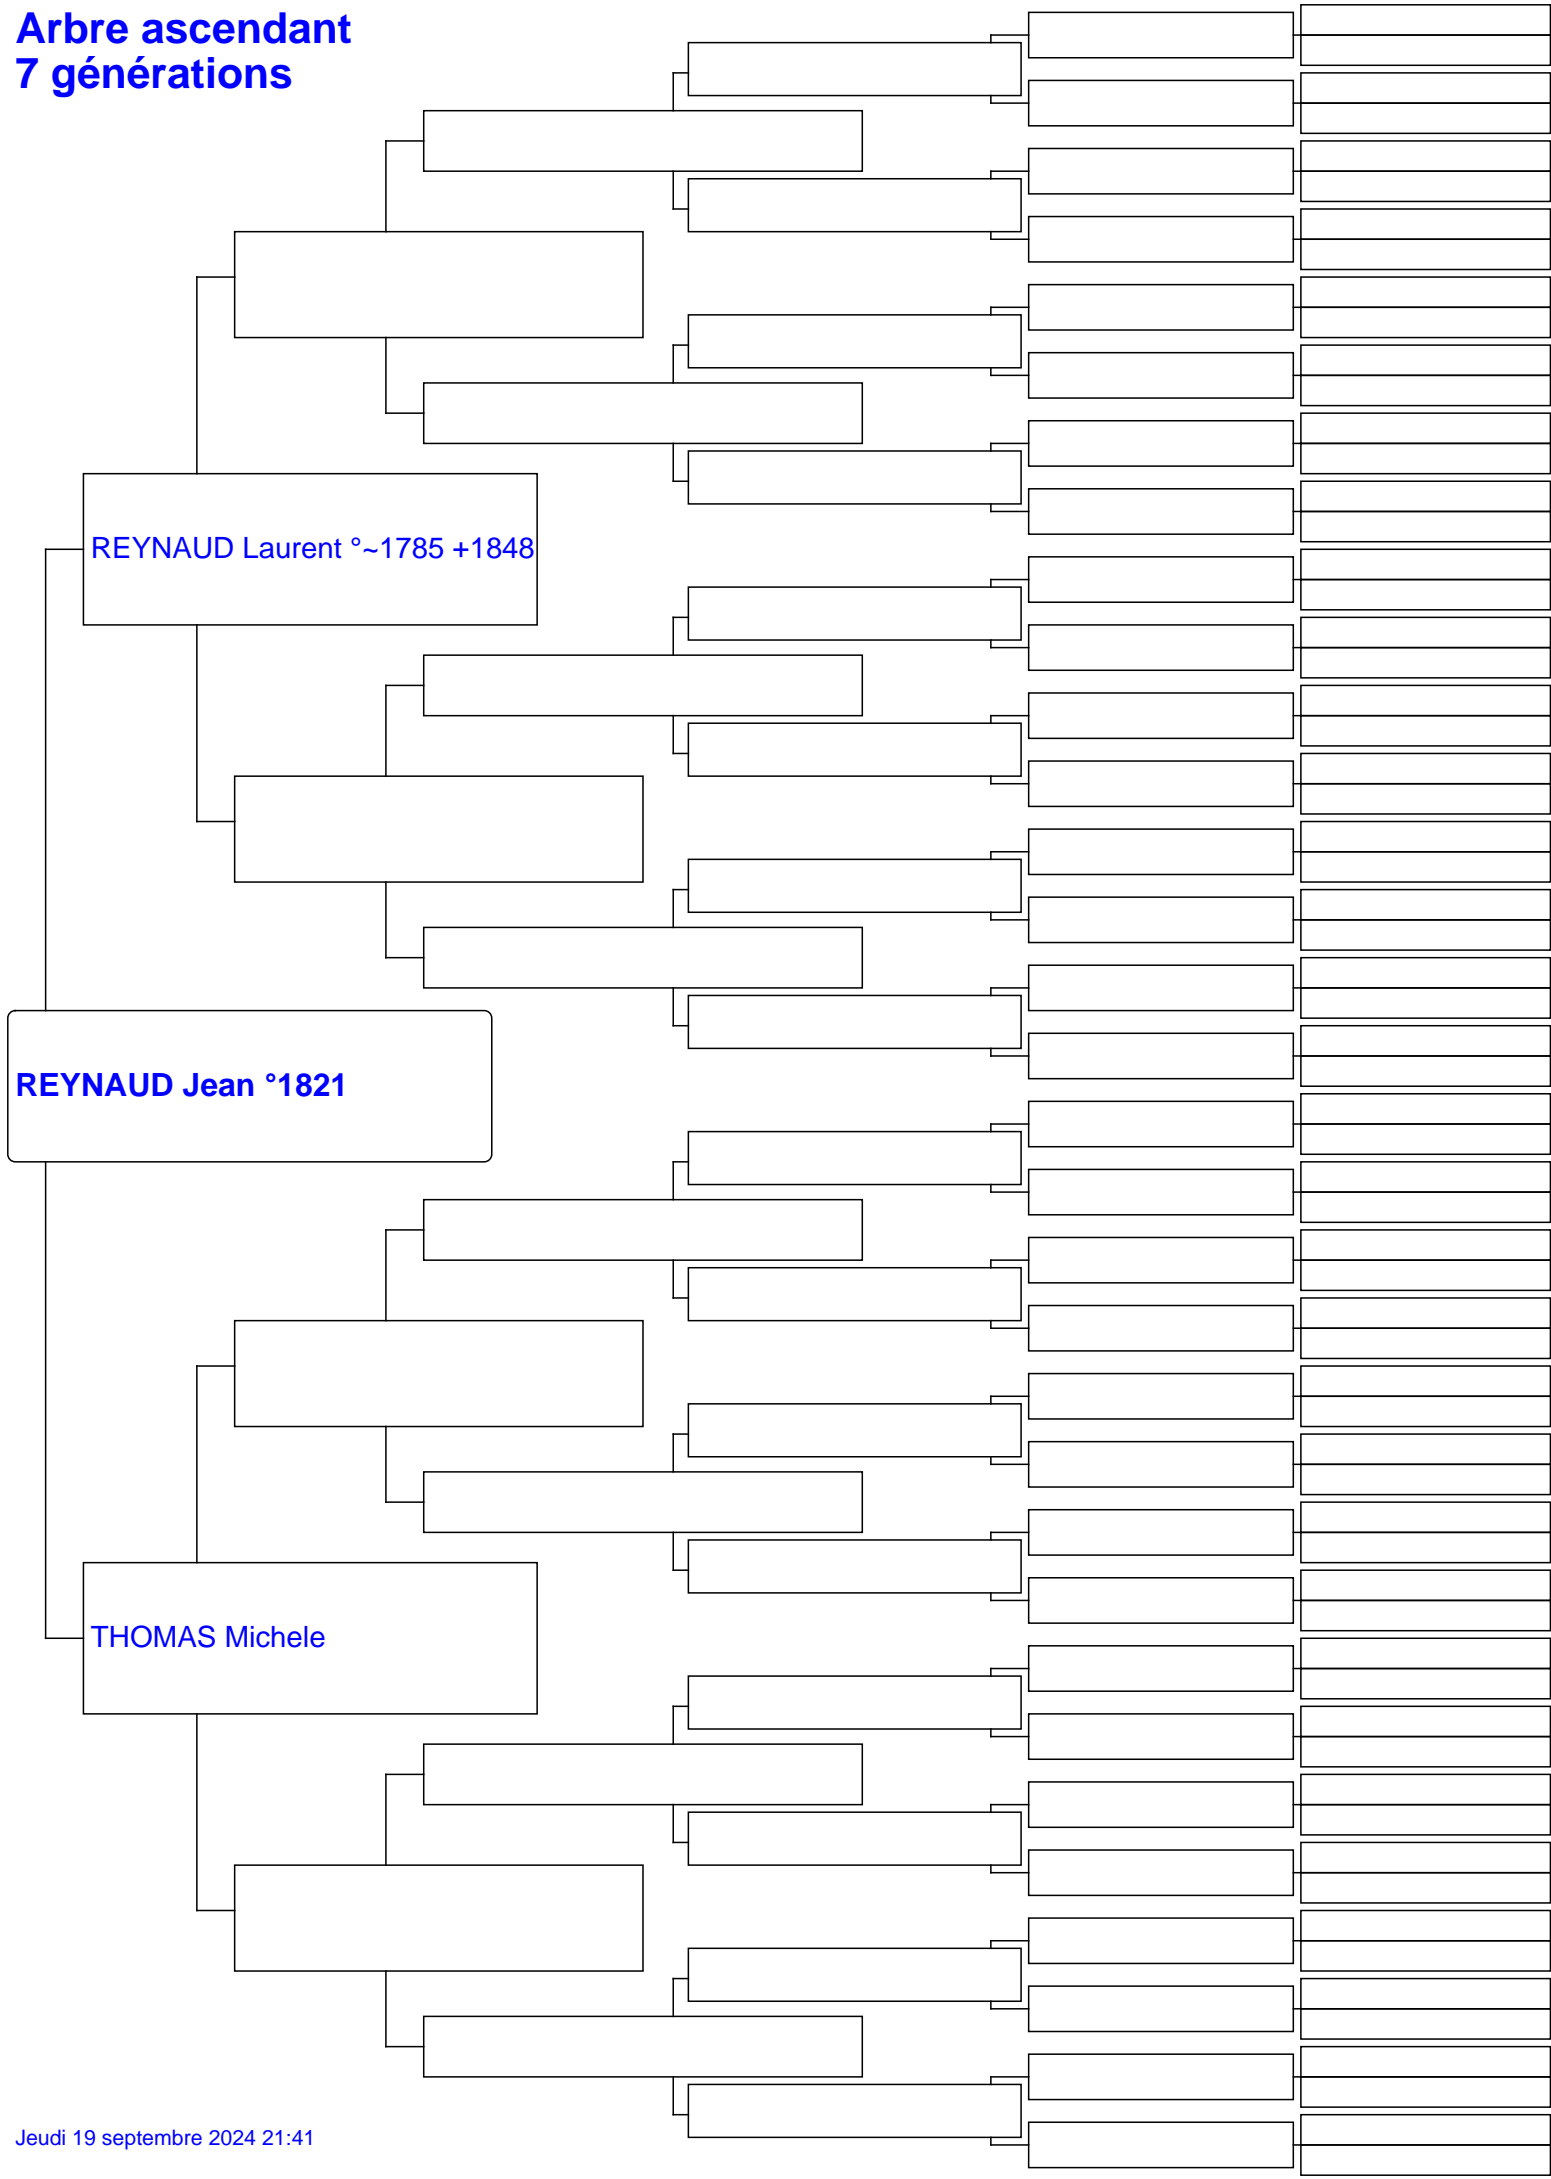 Arbre ascendant
7 générations
REYNAUD Laurent °~1785 +1848
REYNAUD Jean °1821
THOMAS Michele
Jeudi 19 septembre 2024 21:41